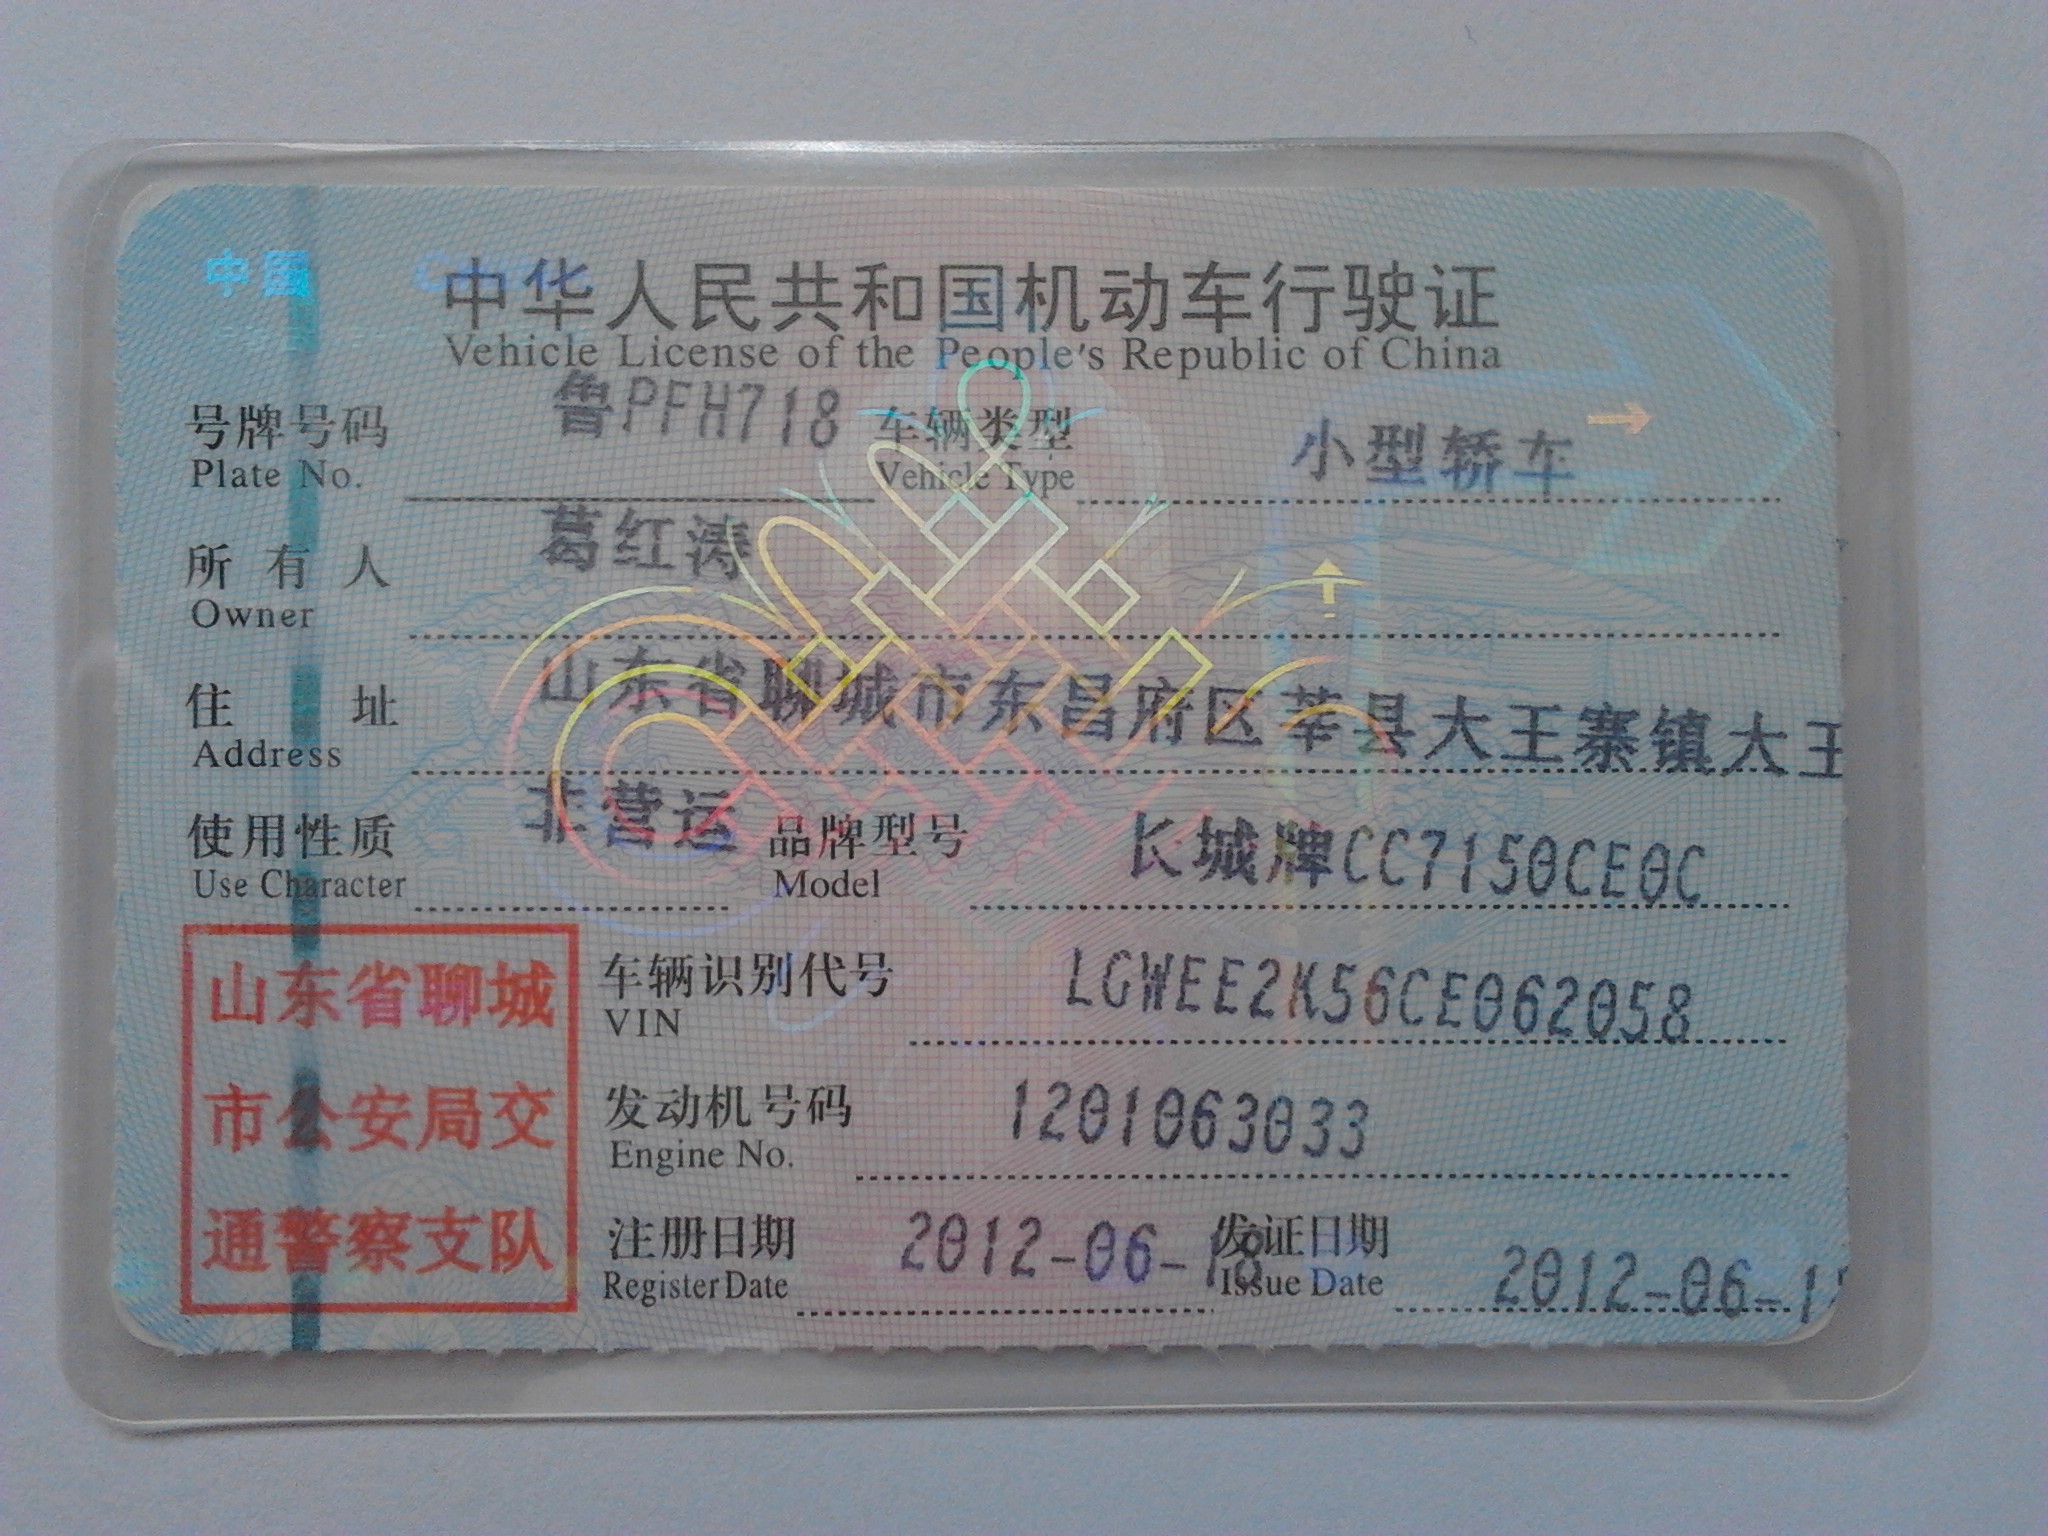 中国
中华人民共和国机动车行驶证
Vehicle License of the People's Republic of China
号牌号码 鲁PFH718 车辆类型 小型轿车
Plate No. Vehicle Type
所有人 葛红涛
Owner
住址 山东省聊城市东昌府区莘县大王寨镇大王
Address
使用性质 非营运 品牌型号 长城牌CC7150CE0C
Use Character Model
车辆识别代号 LGWEE2K56CE062058
VIN
发动机号码 1201063033
Engine No.
注册日期 2012-06-18 发证日期 2012-06-1
Register Date Issue Date
山东省聊城
市公安局交
通警察支队